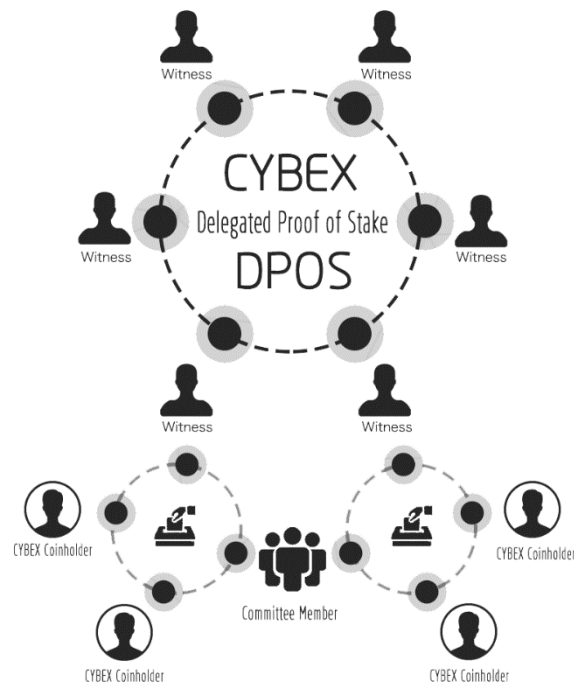 Witness
Witness
CYBEX
Delegated Proof of Stake
DPOS
Witness
Witness
Witness
Witness
CYBEX Coinholder
CYBEX Coinholder
Committee Member
CYBEX Coinholder
CYBEX Coinholder